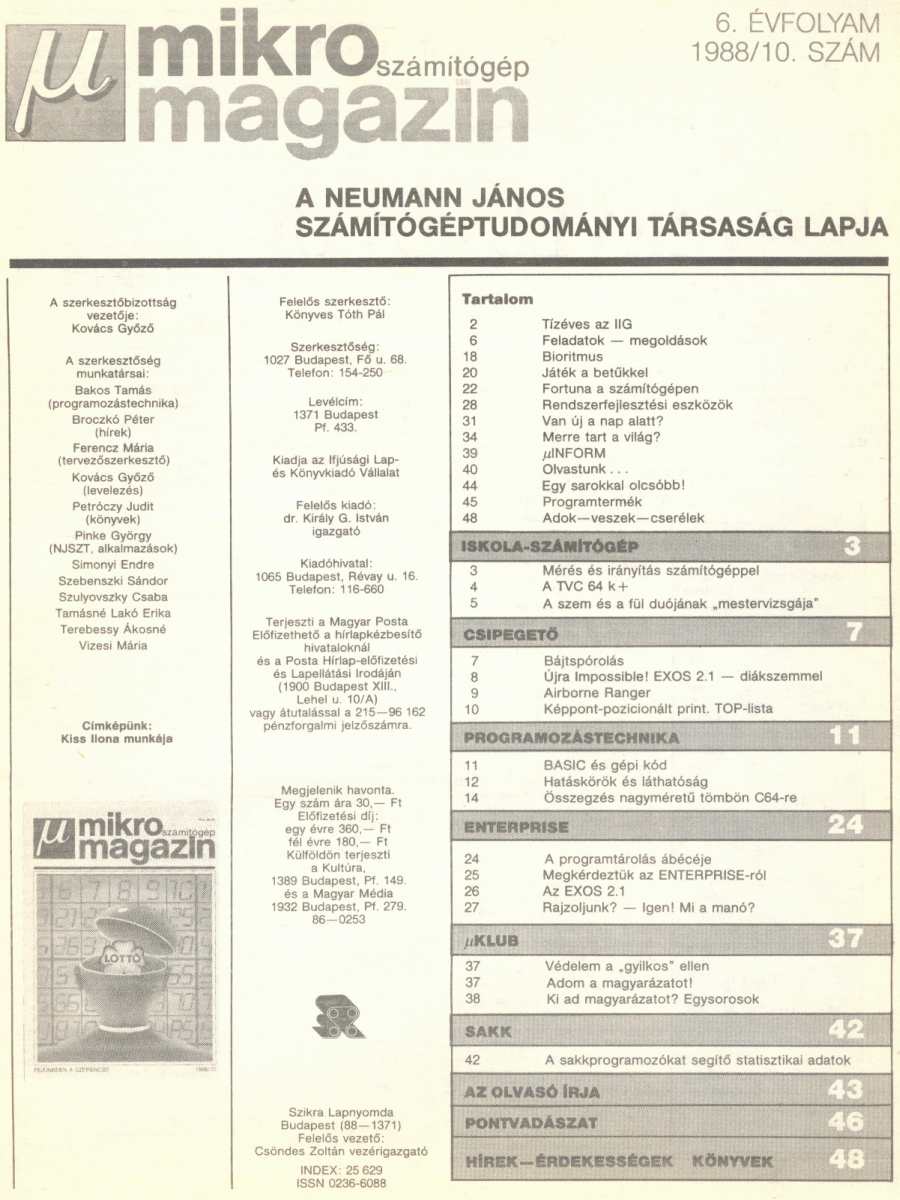 6. ÉVFOLYAM
1988/10. SZÁM
µ mikro
számítógép
magazin
A NEUMANN JÁNOS
SZÁMÍTÓGÉPTUDOMÁNYI TÁRSASÁG LAPJA
A szerkesztőbizottság
vezetője:
Kovács Győző
A szerkesztőség
munkatársai:
Bakos Tamás
(programozástechnika)
Broczkó Péter
(hírek)
Ferencz Mária
(tervezőszerkesztő)
Kovács Győző
(levelezés)
Petróczy Judit
(könyvek)
Pinke György
(NJSZT, alkalmazások)
Simonyi Endre
Szebenszki Sándor
Szulyovszky Csaba
Tamásné Lakó Erika
Terebessy Ákosné
Vizesi Mária
Címképünk:
Kiss Ilona munkája
µ mikro
számítógép
magazin
LOTTÓ
Felelős szerkesztő:
Könyves Tóth Pál
Szerkesztőség:
1027 Budapest, Fő u. 68.
Telefon: 154-250
Levélcím:
1371 Budapest
Pf. 433.
Kiadja az Ifjúsági Lap-
és Könyvkiadó Vállalat
Felelős kiadó:
dr. Király G. István
igazgató
Kiadóhivatal:
1065 Budapest, Révay u. 16.
Telefon: 116-660
Terjeszti a Magyar Posta
Előfizethető a hírlapkézbesítő
hivataloknál
és a Posta Hírlap-előfizetési
és Lapellátási Irodáján
(1900 Budapest XIII.,
Lehel u. 10/A)
vagy átutalással a 215—96 162
pénzforgalmi jelzőszámra.
Megjelenik havonta.
Egy szám ára 30,— Ft
Előfizetési díj:
egy évre 360,— Ft
fél évre 180,— Ft
Külföldön terjeszti
a Kultúra,
1389 Budapest, Pf. 149.
és a Magyar Média
1932 Budapest, Pf. 279.
86—0253
Szikra Lapnyomda
Budapest (88—1371)
Felelős vezető:
Csöndes Zoltán vezérigazgató
INDEX: 25 629
ISSN 0236-6088
Tartalom
2 Tízéves az IIG
6 Feladatok — megoldások
18 Bioritmus
20 Játék a betűkkel
22 Fortuna a számítógépen
28 Rendszerfejlesztési eszközök
31 Van új a nap alatt?
34 Merre tart a világ?
39 µINFORM
40 Olvastunk . . .
44 Egy sarokkal olcsóbb!
45 Programtermék
48 Adok—veszek—cserélek
ISKOLA-SZÁMÍTÓGÉP 3
3 Mérés és irányítás számítógéppel
4 A TVC 64 k+
5 A szem és a fül duójának „mestervizsgája"
CSIPEGETŐ 7
7 Bájtspórolás
8 Újra Impossible! EXOS 2.1 — diákszemmel
9 Airborne Ranger
10 Képpont-pozicionált print. TOP-lista
PROGRAMOZÁSTECHNIKA 11
11 BASIC és gépi kód
12 Hatáskörök és láthatóság
14 Összegzés nagyméretű tömbön C64-re
ENTERPRISE 24
24 A programtárolás ábécéje
25 Megkérdeztük az ENTERPRISE-ról
26 Az EXOS 2.1
27 Rajzoljunk? — Igen! Mi a manó?
µKLUB 37
37 Védelem a „gyilkos" ellen
37 Adom a magyarázatot!
38 Ki ad magyarázatot? Egysorosok
SAKK 42
42 A sakkprogramozókat segítő statisztikai adatok
AZ OLVASÓ ÍRJA 43
PONTVADÁSZAT 46
HÍREK—ÉRDEKESSÉGEK KÖNYVEK 48